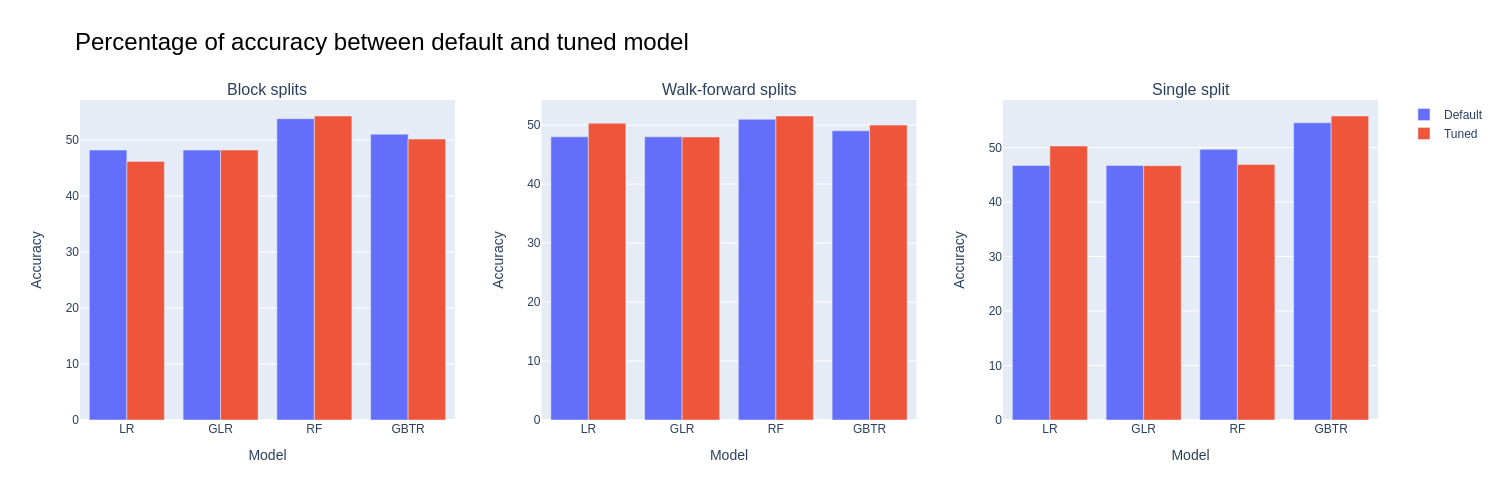 Percentage of accuracy between default and tuned model
Block splits
Accuracy
50
40
30
20
10
0
LR GLR RF GBTR
Model
Walk-forward splits
Accuracy
50
40
30
20
10
0
LR GLR RF GBTR
Model
Single split
Accuracy
50
40
30
20
10
0
LR GLR RF GBTR
Model
Default
Tuned